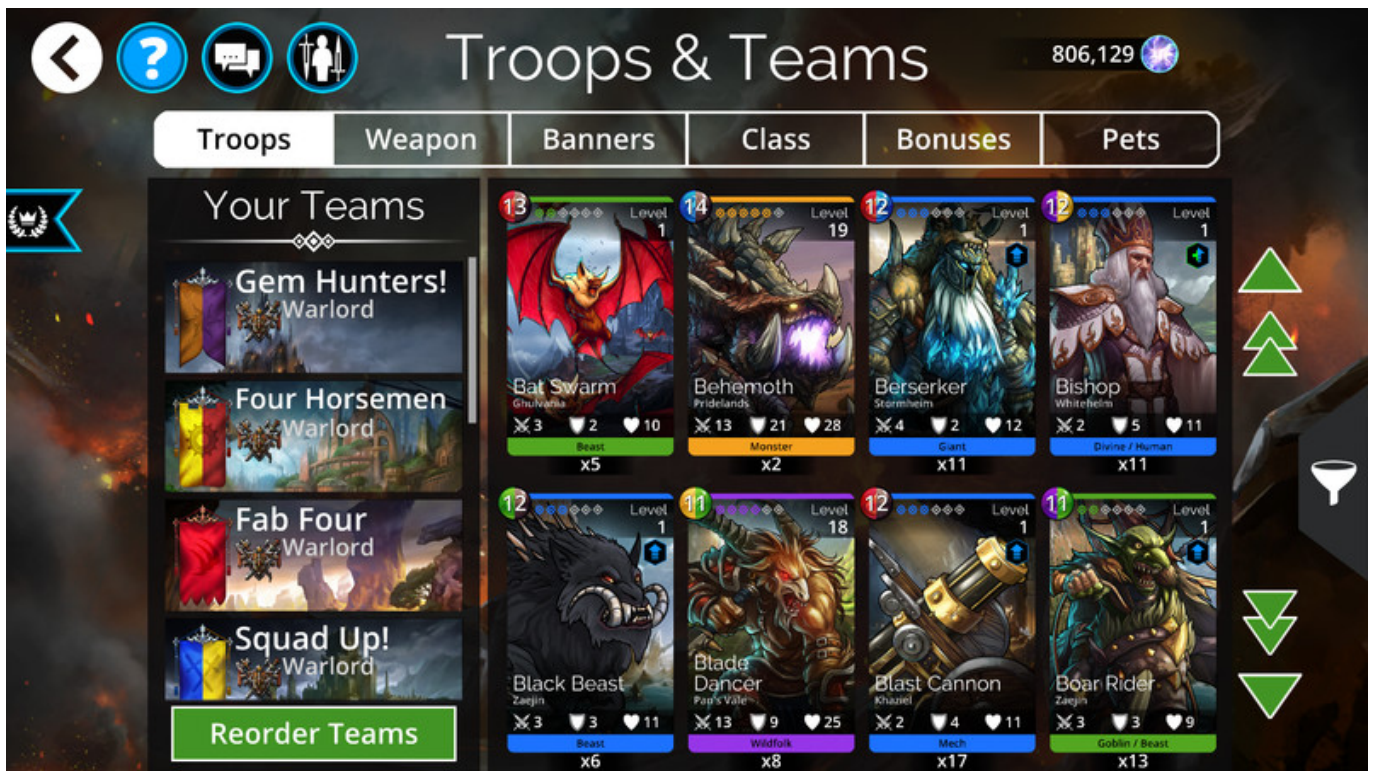 ?
Troops & Teams
806,129
Troops
Weapon
Banners
Class
Bonuses
Pets
Your Teams
Gem Hunters!
Warlord
Four Horsemen
Warlord
Fab Four
Warlord
Squad Up!
Warlord
Reorder Teams
13
Level
1
Bat Swarm
Ghulvania
3 2 10
Beast
x5
14
Level
19
Behemoth
Pridelands
13 21 28
Monster
x2
12
Level
1
Berserker
Stormheim
4 2 12
Giant
x11
12
Level
1
Bishop
Whitehelm
2 5 11
Divine / Human
x11
12
Level
1
Black Beast
Zaejin
3 3 11
Beast
x6
11
Level
18
Blade
Dancer
Pan's Vale
13 9 25
Wildfolk
x8
12
Level
1
Blast Cannon
Khaziel
2 4 11
Mech
x17
11
Level
1
Boar Rider
Zaejin
3 3 9
Goblin / Beast
x13